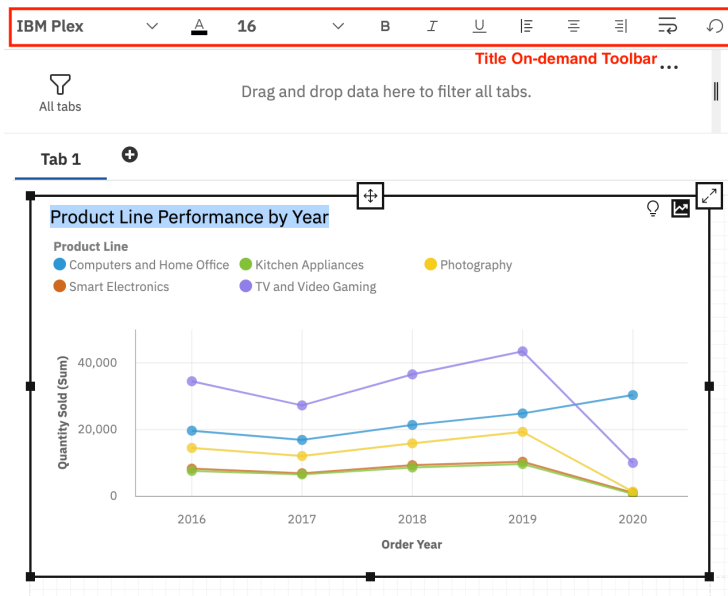 IBM Plex A 16 B I U
Title On-demand Toolbar
All tabs
Drag and drop data here to filter all tabs.
Tab 1
Product Line Performance by Year
Product Line
Computers and Home Office Kitchen Appliances Photography
Smart Electronics TV and Video Gaming
Quantity Sold (Sum)
40,000
20,000
0
2016 2017 2018 2019 2020
Order Year